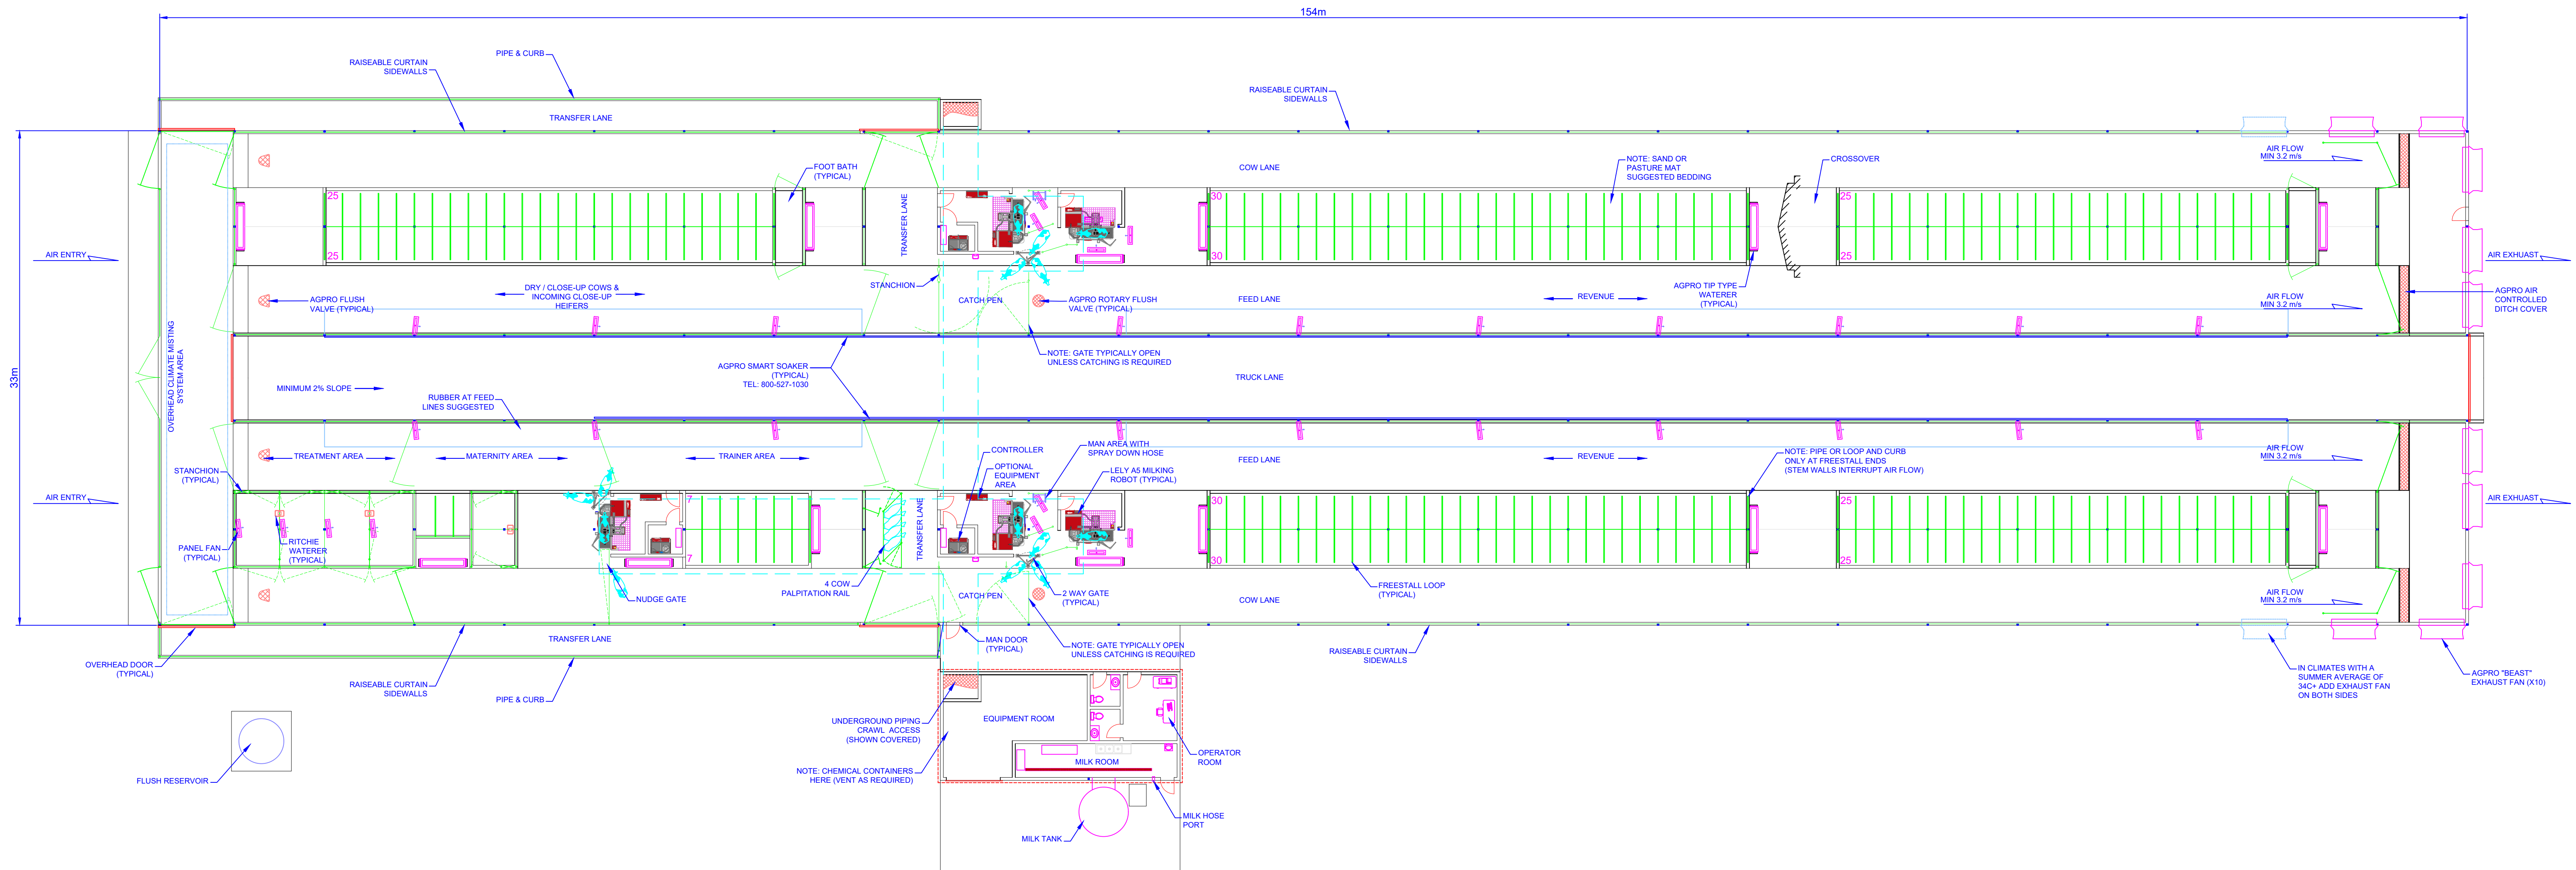 154m
PIPE & CURB
RAISEABLE CURTAIN
SIDEWALLS
RAISEABLE CURTAIN
SIDEWALLS
TRANSFER LANE
33m
COW LANE
FOOT BATH
(TYPICAL)
NOTE: SAND OR
PASTURE MAT
SUGGESTED BEDDING
CROSSOVER
AIR FLOW
MIN 3.2 m/s
25
25
30
30
25
25
TRANSFER LANE
AIR ENTRY
AIR EXHUAST
STANCHION
DRY / CLOSE-UP COWS &
INCOMING CLOSE-UP
HEIFERS
AGPRO FLUSH
VALVE (TYPICAL)
CATCH PEN
AGPRO ROTARY FLUSH
VALVE (TYPICAL)
FEED LANE
REVENUE
AGPRO TIP TYPE
WATERER
(TYPICAL)
AIR FLOW
MIN 3.2 m/s
AGPRO AIR
CONTROLLED
DITCH COVER
OVERHEAD CLIMATE MISTING
SYSTEM AREA
NOTE: GATE TYPICALLY OPEN
UNLESS CATCHING IS REQUIRED
AGPRO SMART SOAKER
(TYPICAL)
TEL: 800-527-1030
MINIMUM 2% SLOPE
TRUCK LANE
RUBBER AT FEED
LINES SUGGESTED
TREATMENT AREA
MATERNITY AREA
TRAINER AREA
CONTROLLER
OPTIONAL
EQUIPMENT
AREA
MAN AREA WITH
SPRAY DOWN HOSE
LELY A5 MILKING
ROBOT (TYPICAL)
FEED LANE
REVENUE
NOTE: PIPE OR LOOP AND CURB
ONLY AT FREESTALL ENDS
(STEM WALLS INTERRUPT AIR FLOW)
AIR FLOW
MIN 3.2 m/s
STANCHION
(TYPICAL)
AIR ENTRY
AIR EXHUAST
7
7
30
30
25
25
TRANSFER LANE
PANEL FAN
(TYPICAL)
RITCHIE
WATERER
(TYPICAL)
NUDGE GATE
4 COW
PALPITATION RAIL
CATCH PEN
2 WAY GATE
(TYPICAL)
FREESTALL LOOP
(TYPICAL)
COW LANE
AIR FLOW
MIN 3.2 m/s
TRANSFER LANE
MAN DOOR
(TYPICAL)
NOTE: GATE TYPICALLY OPEN
UNLESS CATCHING IS REQUIRED
RAISEABLE CURTAIN
SIDEWALLS
OVERHEAD DOOR
(TYPICAL)
RAISEABLE CURTAIN
SIDEWALLS
PIPE & CURB
IN CLIMATES WITH A
SUMMER AVERAGE OF
34C+ ADD EXHAUST FAN
ON BOTH SIDES
AGPRO "BEAST"
EXHAUST FAN (X10)
UNDERGROUND PIPING
CRAWL ACCESS
(SHOWN COVERED)
EQUIPMENT ROOM
OPERATOR
ROOM
MILK ROOM
NOTE: CHEMICAL CONTAINERS
HERE (VENT AS REQUIRED)
FLUSH RESERVOIR
MILK HOSE
PORT
MILK TANK